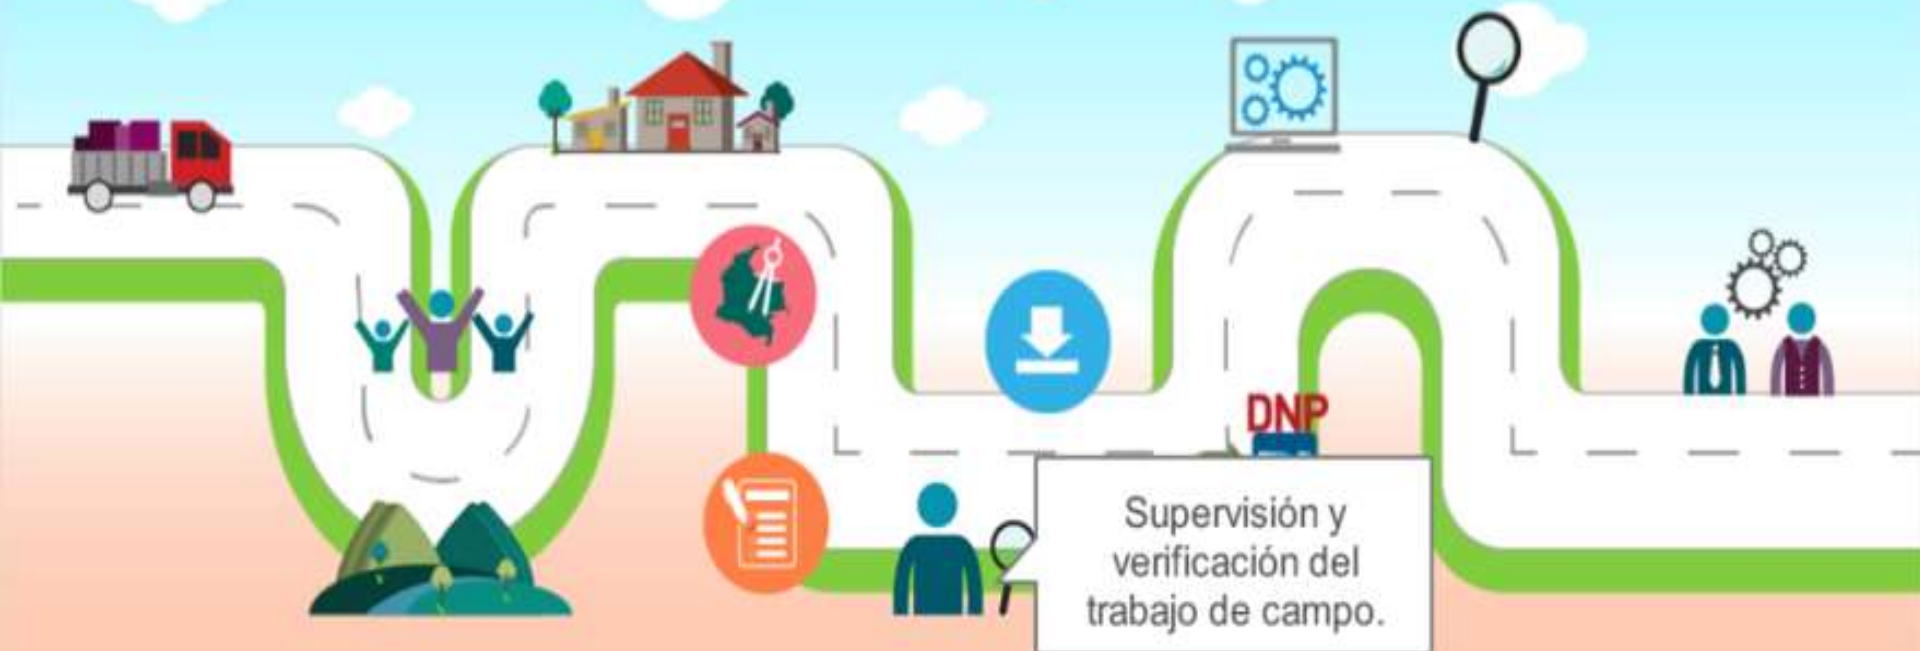 DNP
Supervisión y
verificación del
trabajo de campo.